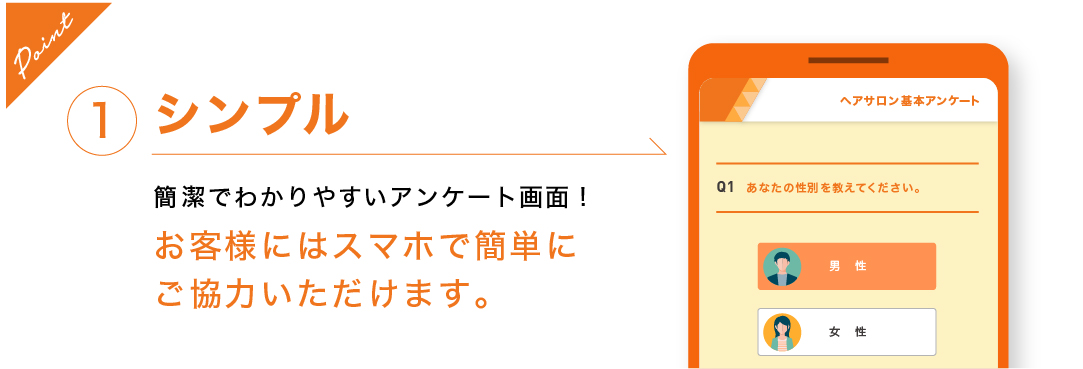 Point
1 シンプル
簡潔でわかりやすいアンケート画面！
お客様にはスマホで簡単に
ご協力いただけます。
ヘアサロン基本アンケート
Q1 あなたの性別を教えてください。
男 性
女 性